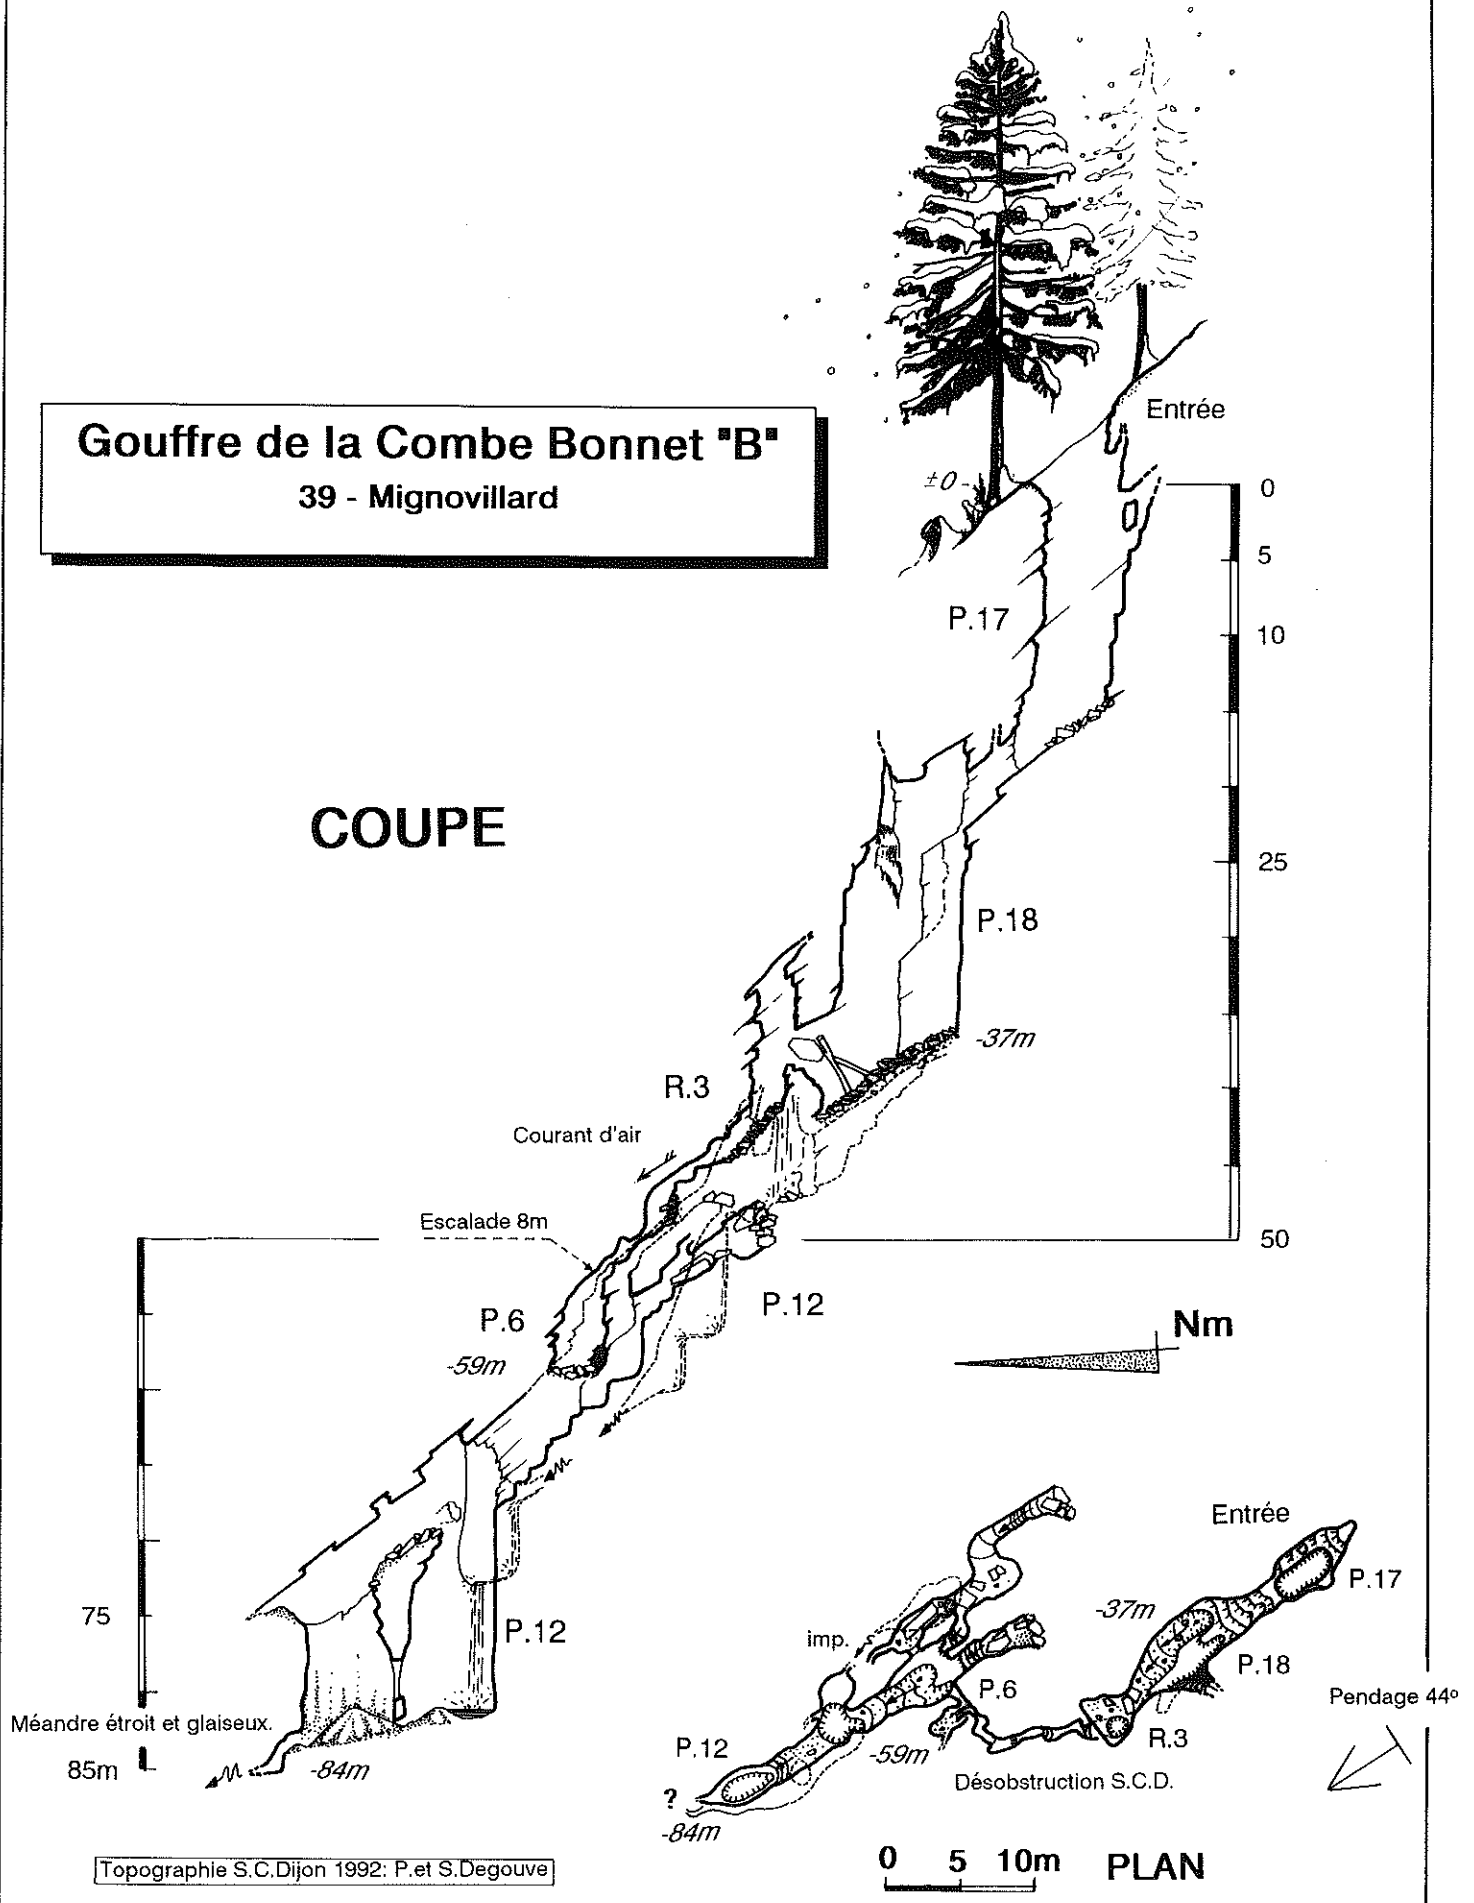 Gouffre de la Combe Bonnet "B"
39 - Mignovillard
Entrée
±0
0
5
P.17
10
COUPE
25
P.18
-37m
R.3
Courant d'air
Escalade 8m
50
P.12
P.6
-59m
Nm
75
P.12
Méandre étroit et glaiseux.
85m
-84m
Entrée
P.17
-37m
imp.
P.18
P.6
Pendage 44°
R.3
P.12
-59m
Désobstruction S.C.D.
?
-84m
0 5 10m PLAN
Topographie S.C.Dijon 1992: P.et S.Degouve